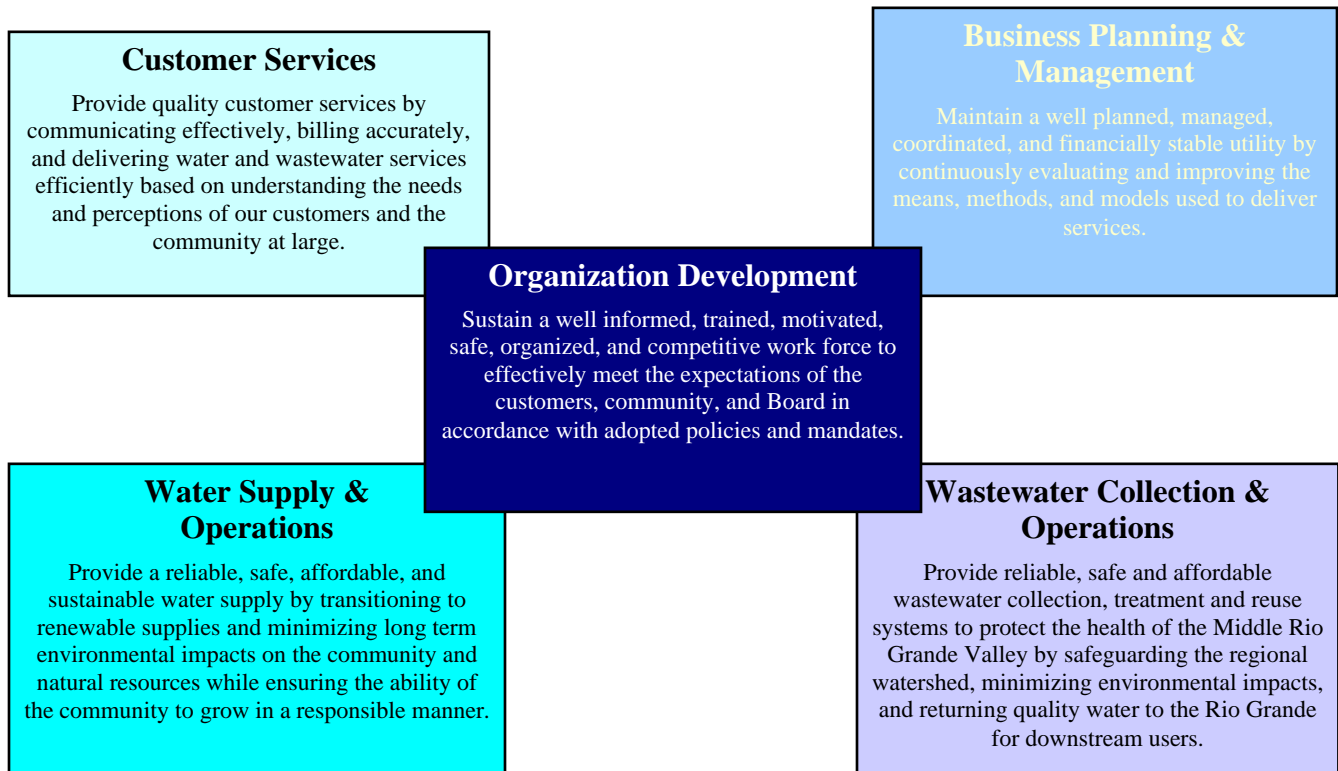 Customer Services
Provide quality customer services by
communicating effectively, billing accurately,
and delivering water and wastewater services
efficiently based on understanding the needs
and perceptions of our customers and the
community at large.
Business Planning &
Management
Maintain a well planned, managed,
coordinated, and financially stable utility by
continuously evaluating and improving the
means, methods, and models used to deliver
services.
Organization Development
Sustain a well informed, trained, motivated,
safe, organized, and competitive work force to
effectively meet the expectations of the
customers, community, and Board in
accordance with adopted policies and mandates.
Water Supply &
Operations
Provide a reliable, safe, affordable, and
sustainable water supply by transitioning to
renewable supplies and minimizing long term
environmental impacts on the community and
natural resources while ensuring the ability of
the community to grow in a responsible manner.
Wastewater Collection &
Operations
Provide reliable, safe and affordable
wastewater collection, treatment and reuse
systems to protect the health of the Middle Rio
Grande Valley by safeguarding the regional
watershed, minimizing environmental impacts,
and returning quality water to the Rio Grande
for downstream users.